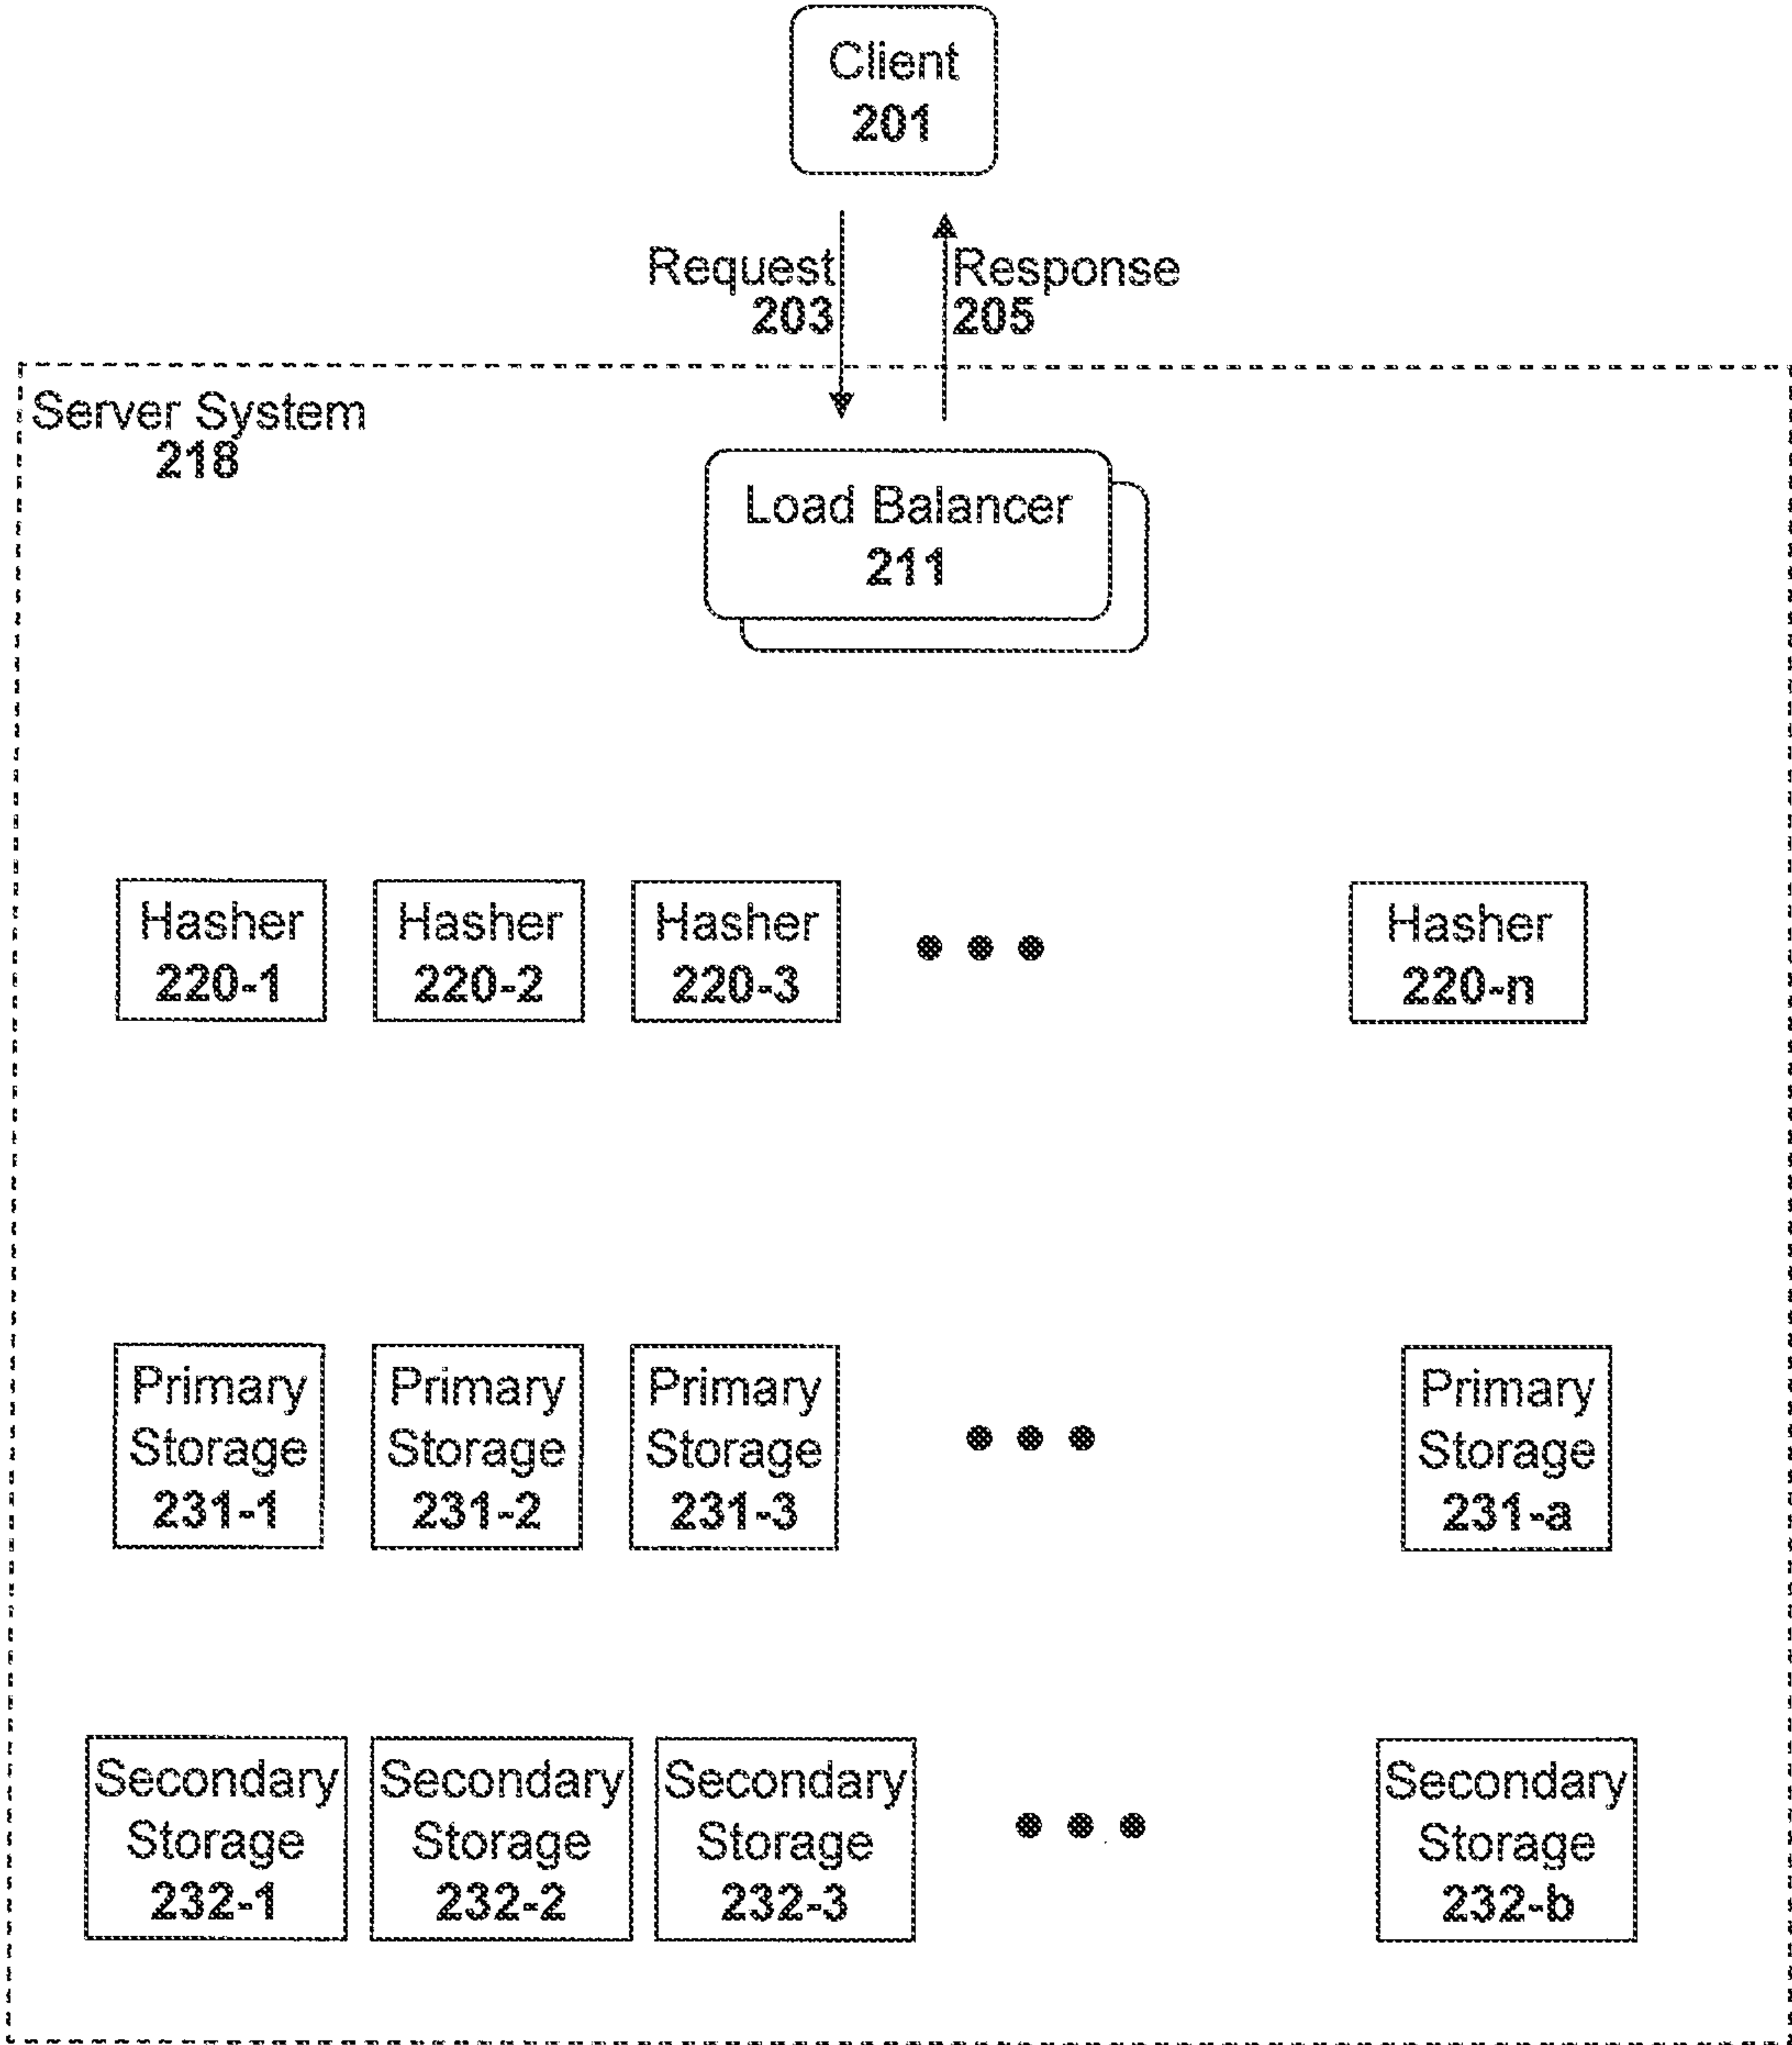 Client
201
Request
203
Response
205
Server System
218
Load Balancer
211
Hasher
220-1
Hasher
220-2
Hasher
220-3
Hasher
220-n
Primary
Storage
231-1
Primary
Storage
231-2
Primary
Storage
231-3
Primary
Storage
231-a
Secondary
Storage
232-1
Secondary
Storage
232-2
Secondary
Storage
232-3
Secondary
Storage
232-b